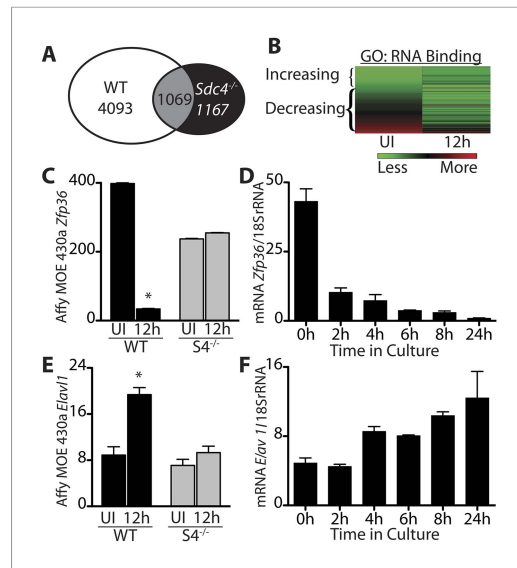 A
WT
4093
1069
Sdc4-/-
1167
B
GO: RNA Binding
Increasing
Decreasing
UI
12h
Less
More
C
Affy MOE 430a Zfp36
400
200
0
*
UI 12h
WT
UI 12h
S4-/-
D
mRNA Zfp36/18SrRNA
50
25
0
0h 2h 4h 6h 8h 24h
Time in Culture
E
Affy MOE 430a Elavl1
24
16
8
0
*
UI 12h
WT
UI 12h
S4-/-
F
mRNA Elav 1/18SrRNA
16
8
0
0h 2h 4h 6h 8h 24h
Time in Culture